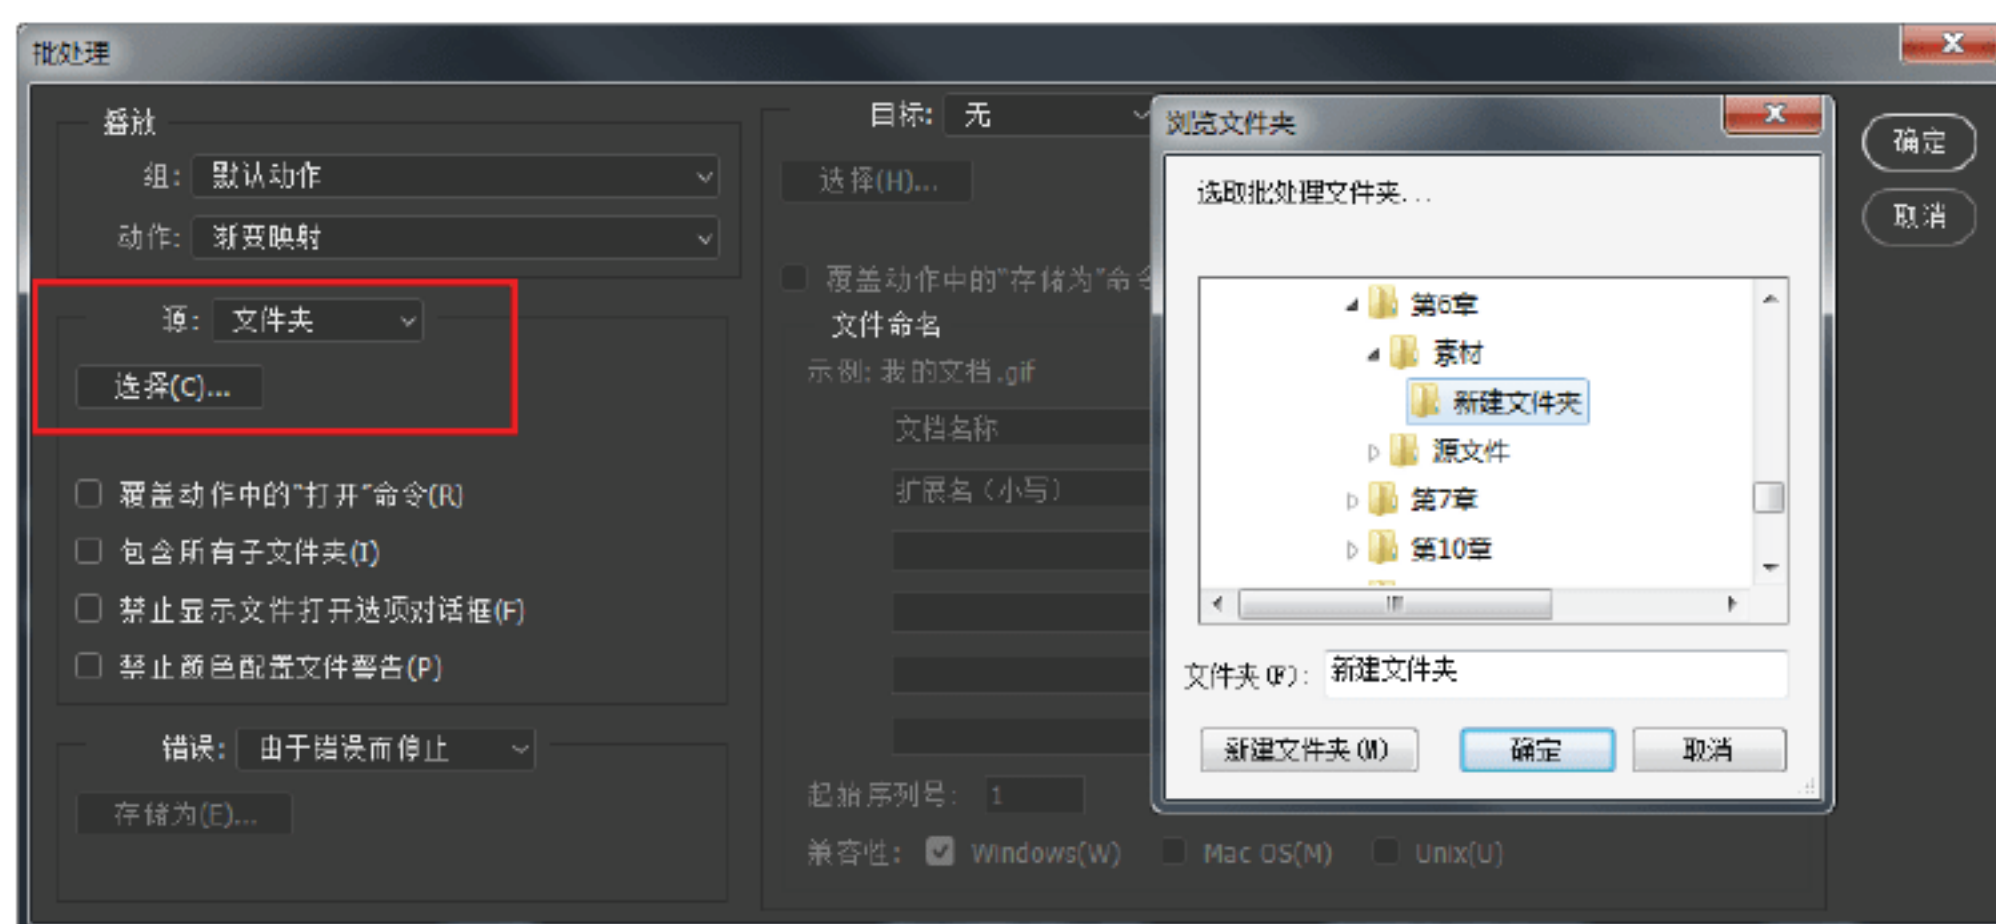 批处理
播放
组: 默认动作
动作: 渐变映射
源: 文件夹
选择(C)...
覆盖动作中的"打开"命令(R)
包含所有子文件夹(I)
禁止显示文件打开选项对话框(F)
禁止颜色配置文件警告(P)
错误: 由于错误而停止
存储为(E)...
目标: 无
选择(H)...
覆盖动作中的"存储为"命令
文件命名
示例: 我的文档.gif
文档名称
扩展名（小写）
起始序列号: 1
兼容性: Windows(W) Mac OS(M) Unix(U)
浏览文件夹
选取批处理文件夹...
第6章
素材
新建文件夹
源文件
第7章
第10章
文件夹(F): 新建文件夹
新建文件夹(M) 确定 取消
确定
取消